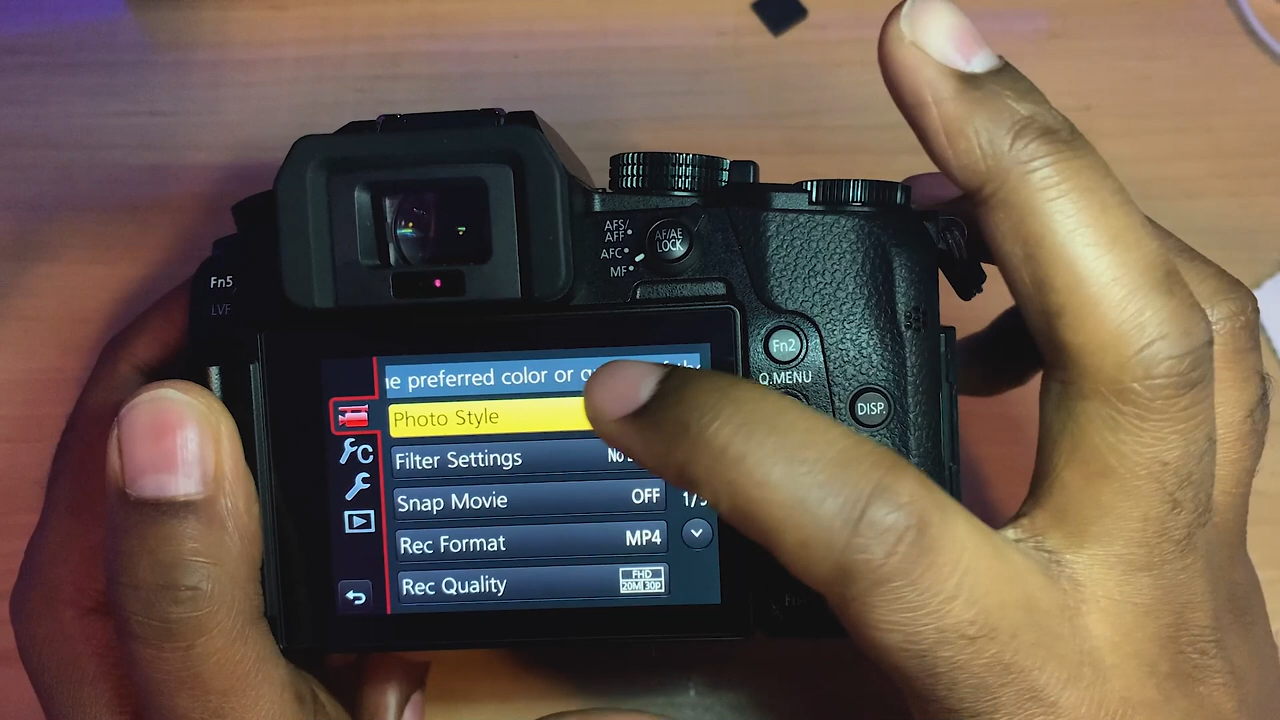 AFS/
AFF
AF/AE
LOCK
AFC
MF
Fn5
LVF
Fn2
Q.MENU
DISP.
preferred color or
Photo Style
Filter Settings No
Snap Movie OFF
Rec Format MP4
Rec Quality FHD
20M 30p